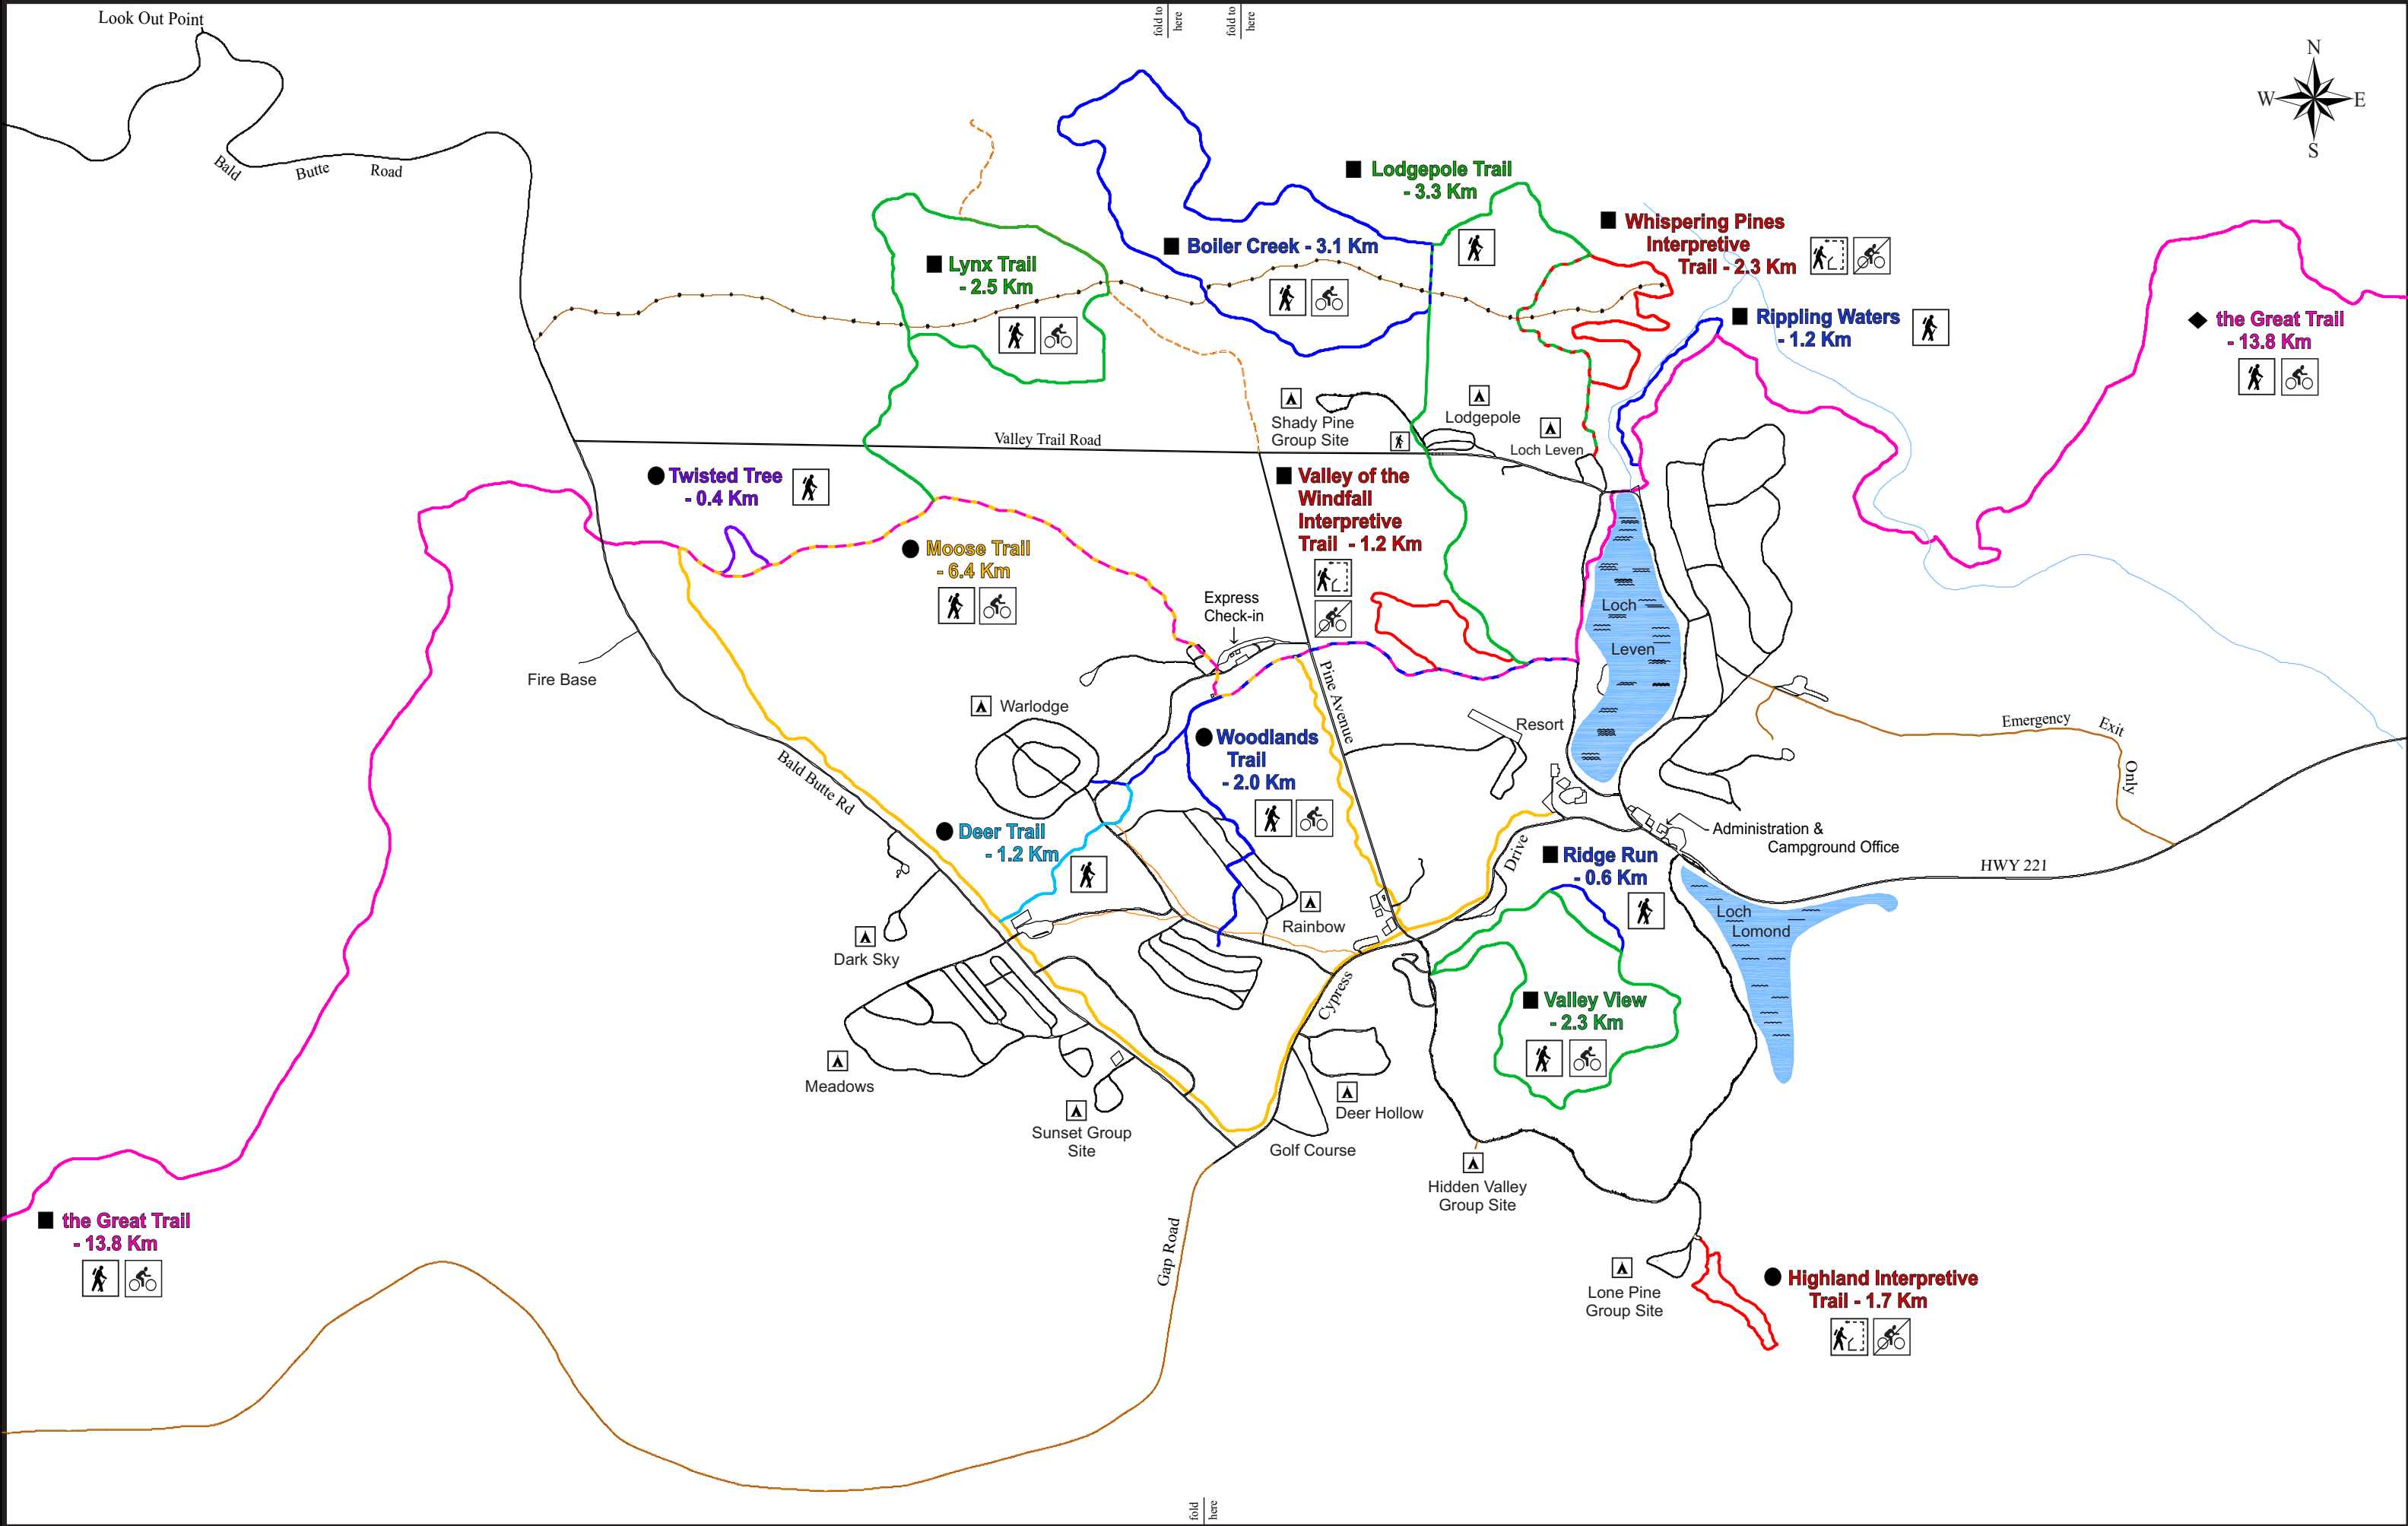 Look Out Point
fold to
here
fold to
here
N
W
E
S
Bald
Butte
Road
Lodgepole Trail
- 3.3 Km
Whispering Pines
Interpretive
Trail - 2.3 Km
Boiler Creek - 3.1 Km
Lynx Trail
- 2.5 Km
Rippling Waters
- 1.2 Km
the Great Trail
- 13.8 Km
Shady Pine
Group Site
Lodgepole
Loch Leven
Valley Trail Road
Twisted Tree
- 0.4 Km
Valley of the
Windfall
Interpretive
Trail - 1.2 Km
Moose Trail
- 6.4 Km
Express
Check-in
Loch
Leven
Fire Base
Pine Avenue
Warlodge
Resort
Emergency
Exit
Only
Woodlands
Trail
- 2.0 Km
Bald Butte Rd
Deer Trail
- 1.2 Km
Administration &
Campground Office
Drive
Ridge Run
- 0.6 Km
HWY 221
Rainbow
Loch
Lomond
Dark Sky
Cypress
Valley View
- 2.3 Km
Meadows
Sunset Group
Site
Deer Hollow
Golf Course
Hidden Valley
Group Site
the Great Trail
- 13.8 Km
Gap Road
Lone Pine
Group Site
Highland Interpretive
Trail - 1.7 Km
fold
here